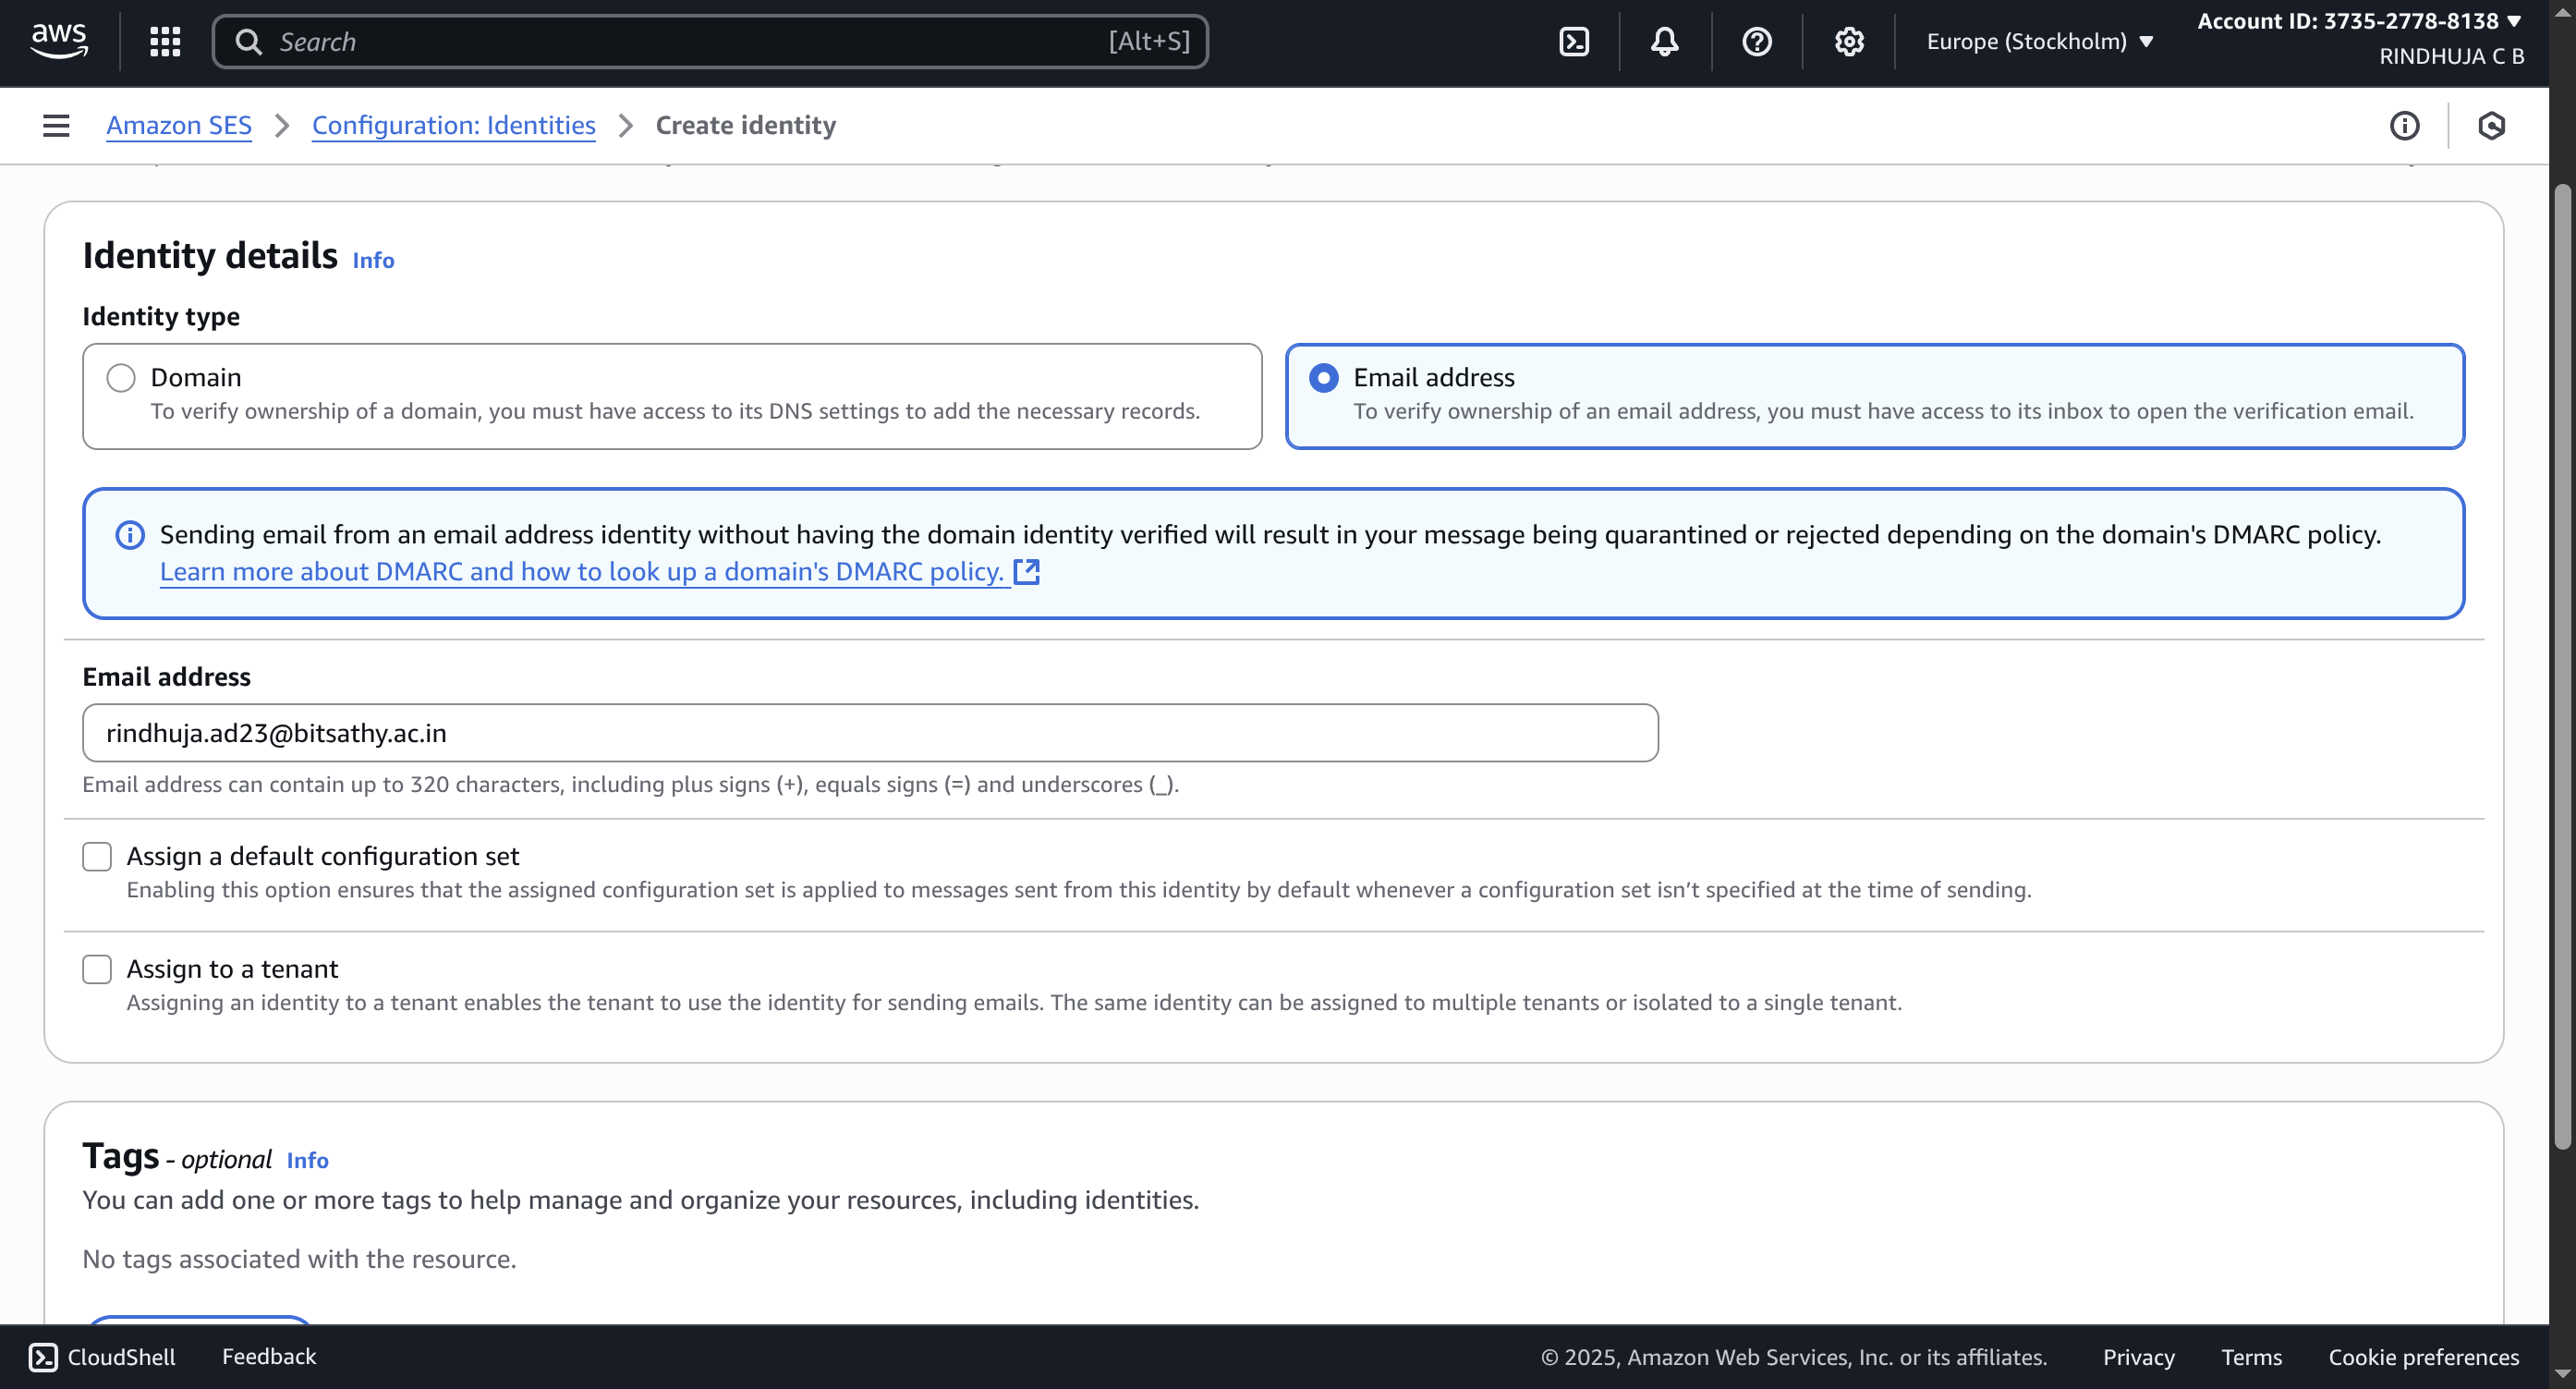 aws
Search [Alt+S]
Europe (Stockholm)
Account ID: 3735-2778-8138
RINDHUJA C B
Amazon SES
Configuration: Identities
Create identity
Identity details Info
Identity type
Domain
To verify ownership of a domain, you must have access to its DNS settings to add the necessary records.
Email address
To verify ownership of an email address, you must have access to its inbox to open the verification email.
Sending email from an email address identity without having the domain identity verified will result in your message being quarantined or rejected depending on the domain's DMARC policy.
Learn more about DMARC and how to look up a domain's DMARC policy.
Email address
rindhuja.ad23@bitsathy.ac.in
Email address can contain up to 320 characters, including plus signs (+), equals signs (=) and underscores (_).
Assign a default configuration set
Enabling this option ensures that the assigned configuration set is applied to messages sent from this identity by default whenever a configuration set isn’t specified at the time of sending.
Assign to a tenant
Assigning an identity to a tenant enables the tenant to use the identity for sending emails. The same identity can be assigned to multiple tenants or isolated to a single tenant.
Tags - optional Info
You can add one or more tags to help manage and organize your resources, including identities.
No tags associated with the resource.
CloudShell Feedback © 2025, Amazon Web Services, Inc. or its affiliates. Privacy Terms Cookie preferences